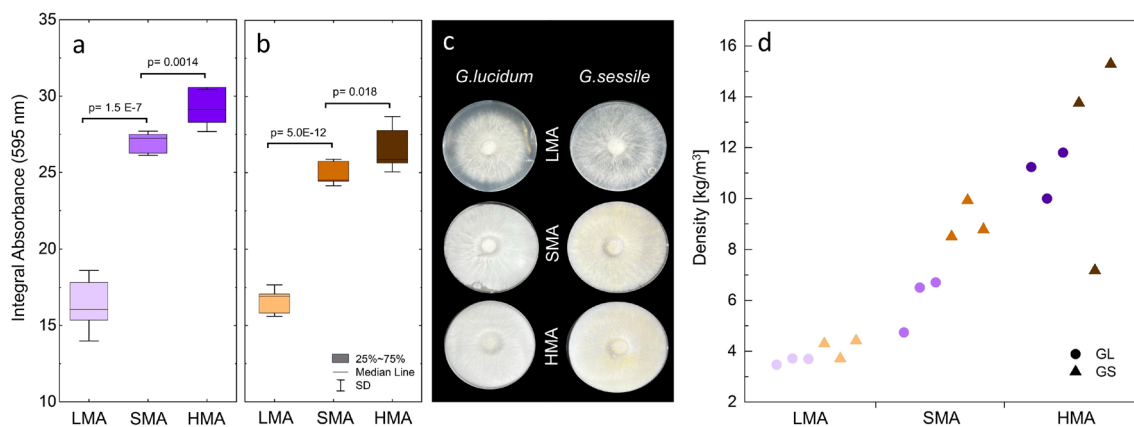 a
35
30
25
20
15
10
Integral Absorbance (595 nm)
p= 1.5 E-7
p= 0.0014
LMA
SMA
HMA
b
p= 5.0E-12
p= 0.018
25%~75%
Median Line
SD
LMA
SMA
HMA
c
G.lucidum
G.sessile
LMA
SMA
HMA
d
16
14
12
10
8
6
4
2
Density [kg/m³]
GL
GS
LMA
SMA
HMA